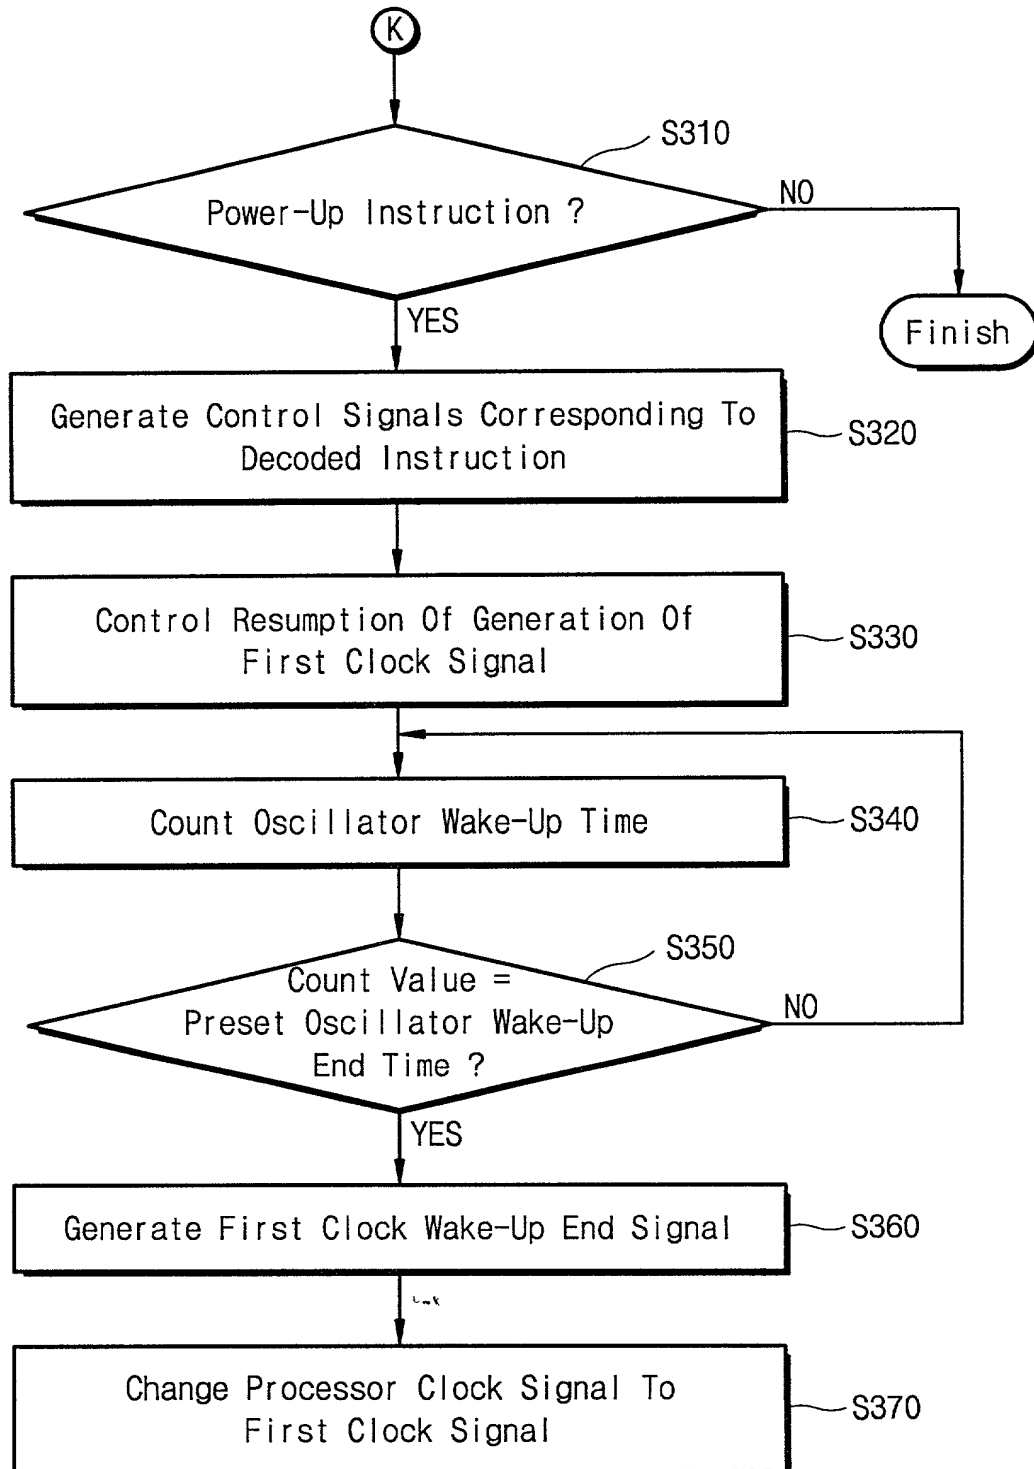 K
S310
Power-Up Instruction ?
NO
YES
Finish
Generate Control Signals Corresponding To
Decoded Instruction
S320
Control Resumption Of Generation Of
First Clock Signal
S330
Count Oscillator Wake-Up Time
S340
S350
Count Value =
Preset Oscillator Wake-Up
End Time ?
NO
YES
Generate First Clock Wake-Up End Signal
S360
Change Processor Clock Signal To
First Clock Signal
S370